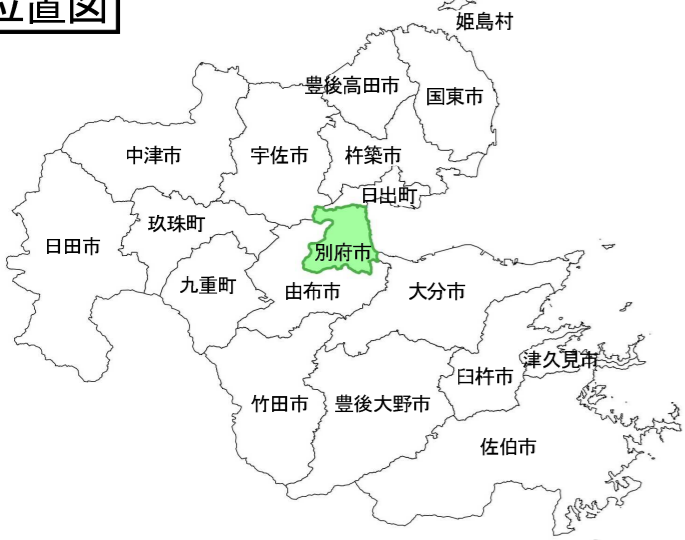 位置図
姫島村
豊後高田市
国東市
中津市
宇佐市
杵築市
日出町
玖珠町
日田市
別府市
九重町
由布市
大分市
津久見市
臼杵市
竹田市
豊後大野市
佐伯市